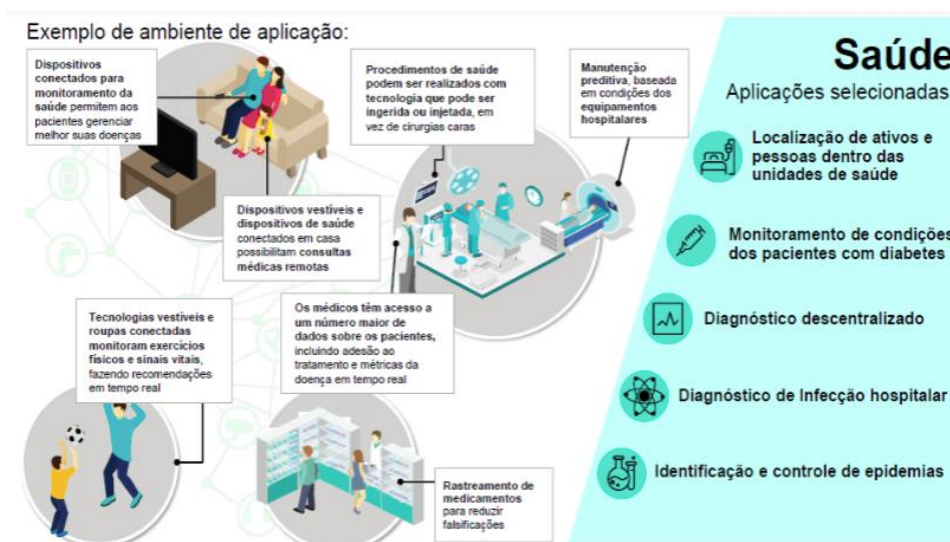 Exemplo de ambiente de aplicação:
Dispositivos
conectados para
monitoramento da
saúde permitem aos
pacientes gerenciar
melhor suas doenças
Procedimentos de saúde
podem ser realizados com
tecnologia que pode ser
ingerida ou injetada, em
vez de cirurgias caras
Manutenção
preditiva, baseada
em condições dos
equipamentos
hospitalares
Dispositivos vestíveis e
dispositivos de saúde
conectados em casa
possibilitam consultas
médicas remotas
Tecnologias vestíveis e
roupas conectadas
monitoram exercícios
físicos e sinais vitais,
fazendo recomendações
em tempo real
Os médicos têm acesso a
um número maior de
dados sobre os pacientes,
incluindo adesão ao
tratamento e métricas da
doença em tempo real
Rastreamento de
medicamentos
para reduzir
falsificações
Saúde
Aplicações selecionadas
Localização de ativos e
pessoas dentro das
unidades de saúde
Monitoramento de condições
dos pacientes com diabetes
Diagnóstico descentralizado
Diagnóstico de Infecção hospitalar
Identificação e controle de epidemias